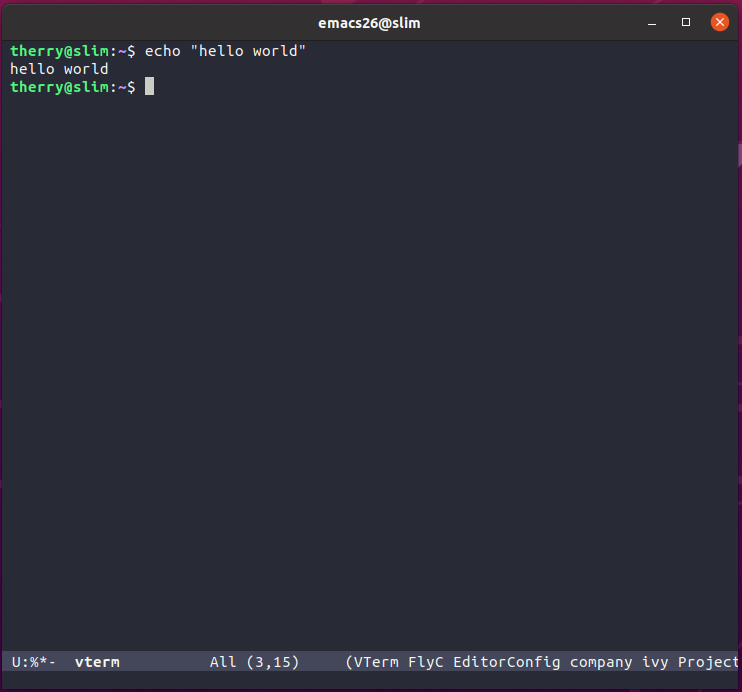 emacs26@slim
therry@slim:~$ echo "hello world"
hello world
therry@slim:~$
U:%*- vterm All (3,15) (VTerm FlyC EditorConfig company ivy Project